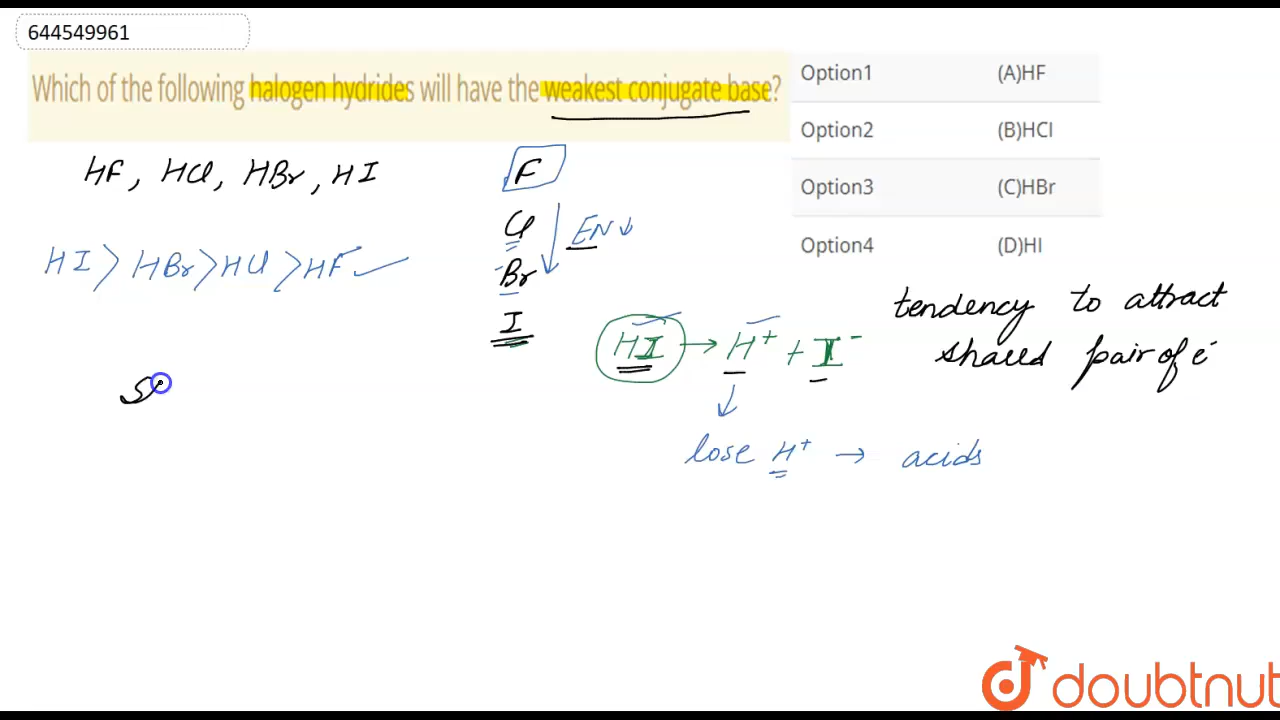 644549961
Which of the following halogen hydrides will have the weakest conjugate base?
Option1 (A)HF
Option2 (B)HCl
Option3 (C)HBr
Option4 (D)HI
HF, HCl, HBr, HI
HI > HBr > HCl > HF
F
Cl
Br
I
EN↓
HI → H+ + I-
tendency to attract
shared pair of e-
lose H+ → acids
S
doubtnut